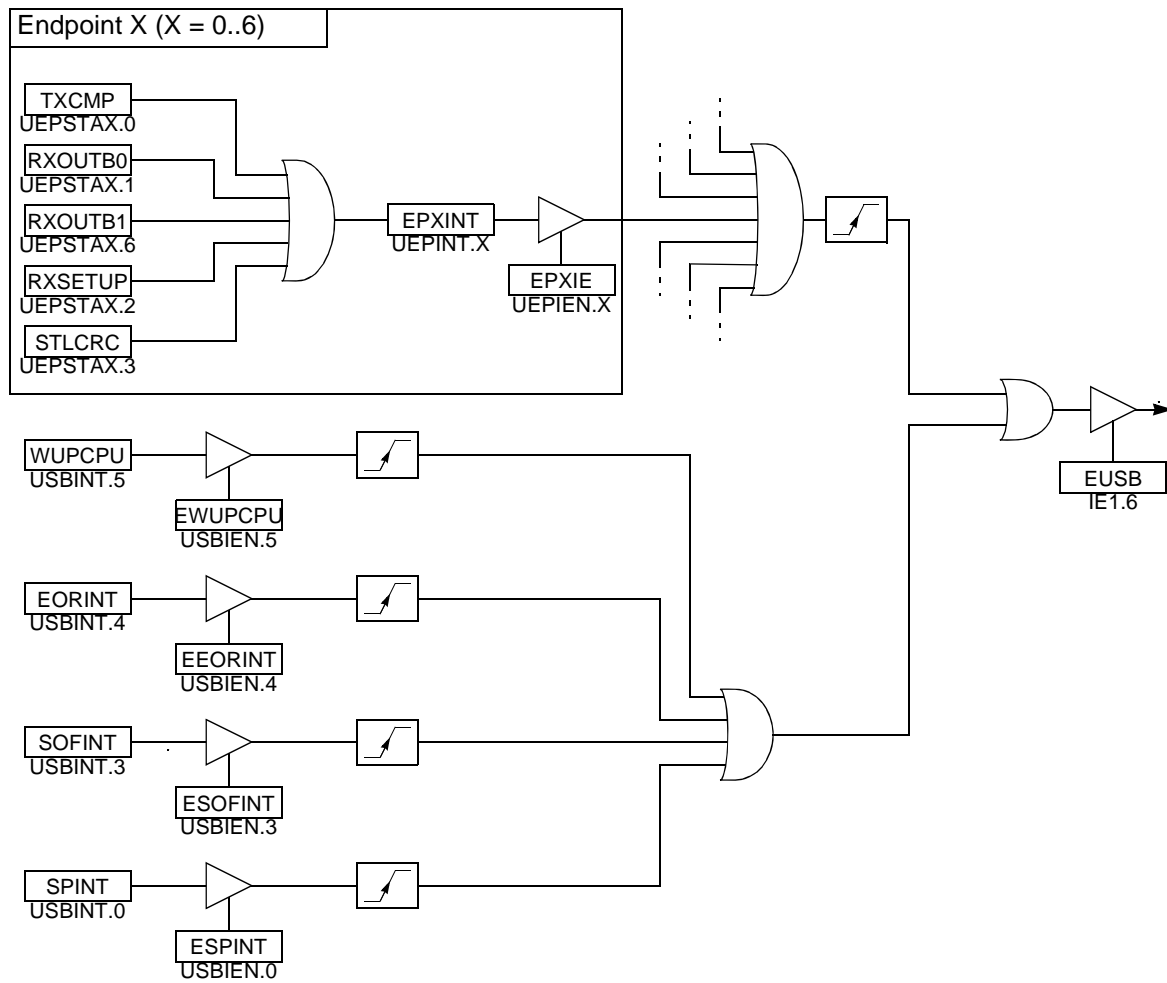 Endpoint X (X = 0..6)
TXCMP
UEPSTAX.0
RXOUTB0
UEPSTAX.1
RXOUTB1
UEPSTAX.6
RXSETUP
UEPSTAX.2
STLCRC
UEPSTAX.3
EPXINT
UEPINT.X
EPXIE
UEPIEN.X
EUSB
IE1.6
WUPCPU
USBINT.5
EWUPCPU
USBIEN.5
EORINT
USBINT.4
EEORINT
USBIEN.4
SOFINT
USBINT.3
ESOFINT
USBIEN.3
SPINT
USBINT.0
ESPINT
USBIEN.0